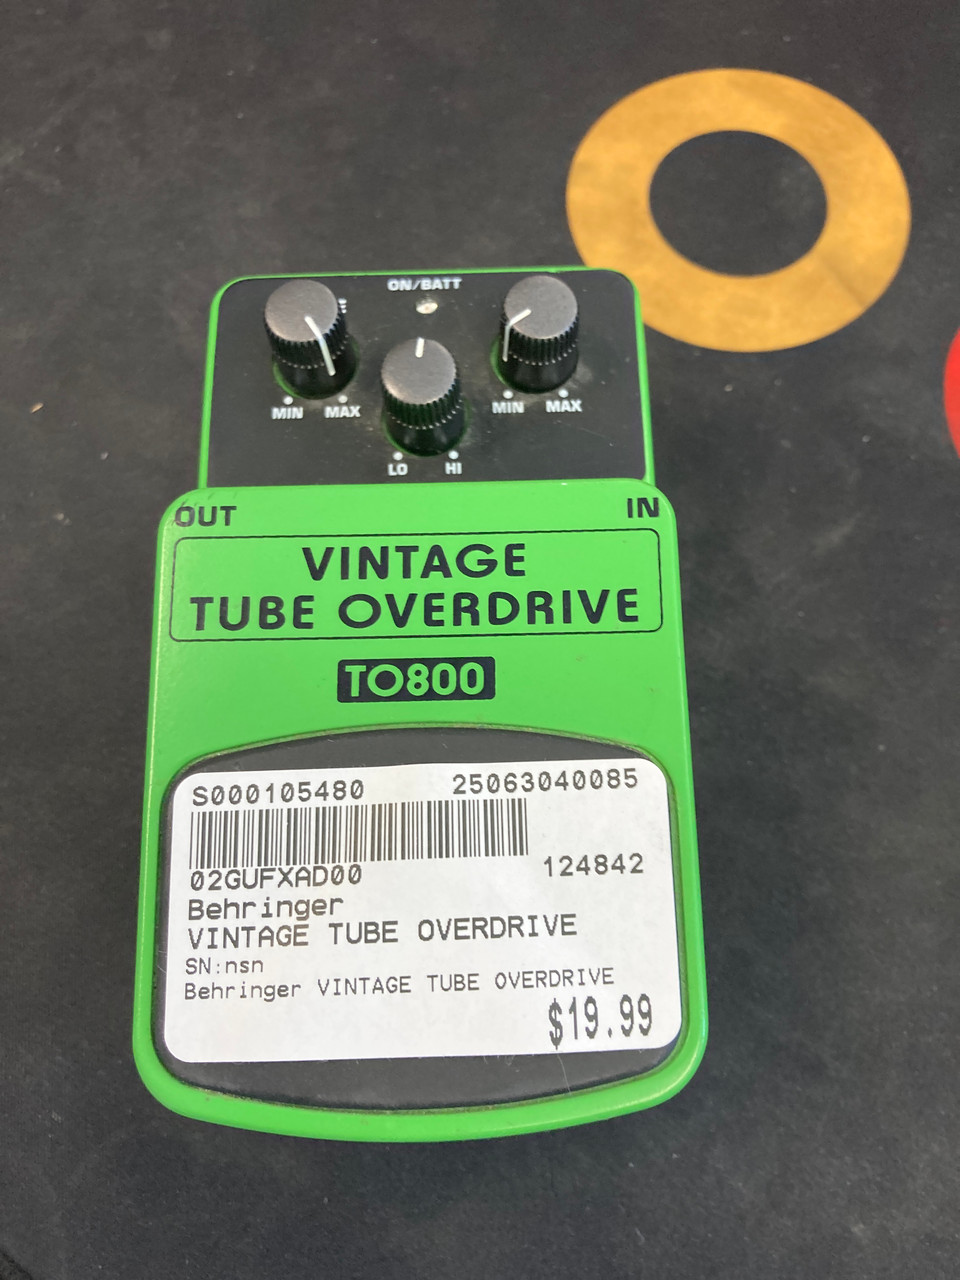 ON/BATT
MIN MAX
MIN MAX
LO HI
OUT
IN
VINTAGE
TUBE OVERDRIVE
TO800
S000105480 25063040085
02GUFXAD00 124842
Behringer
VINTAGE TUBE OVERDRIVE
SN:nsn
Behringer VINTAGE TUBE OVERDRIVE
$19.99